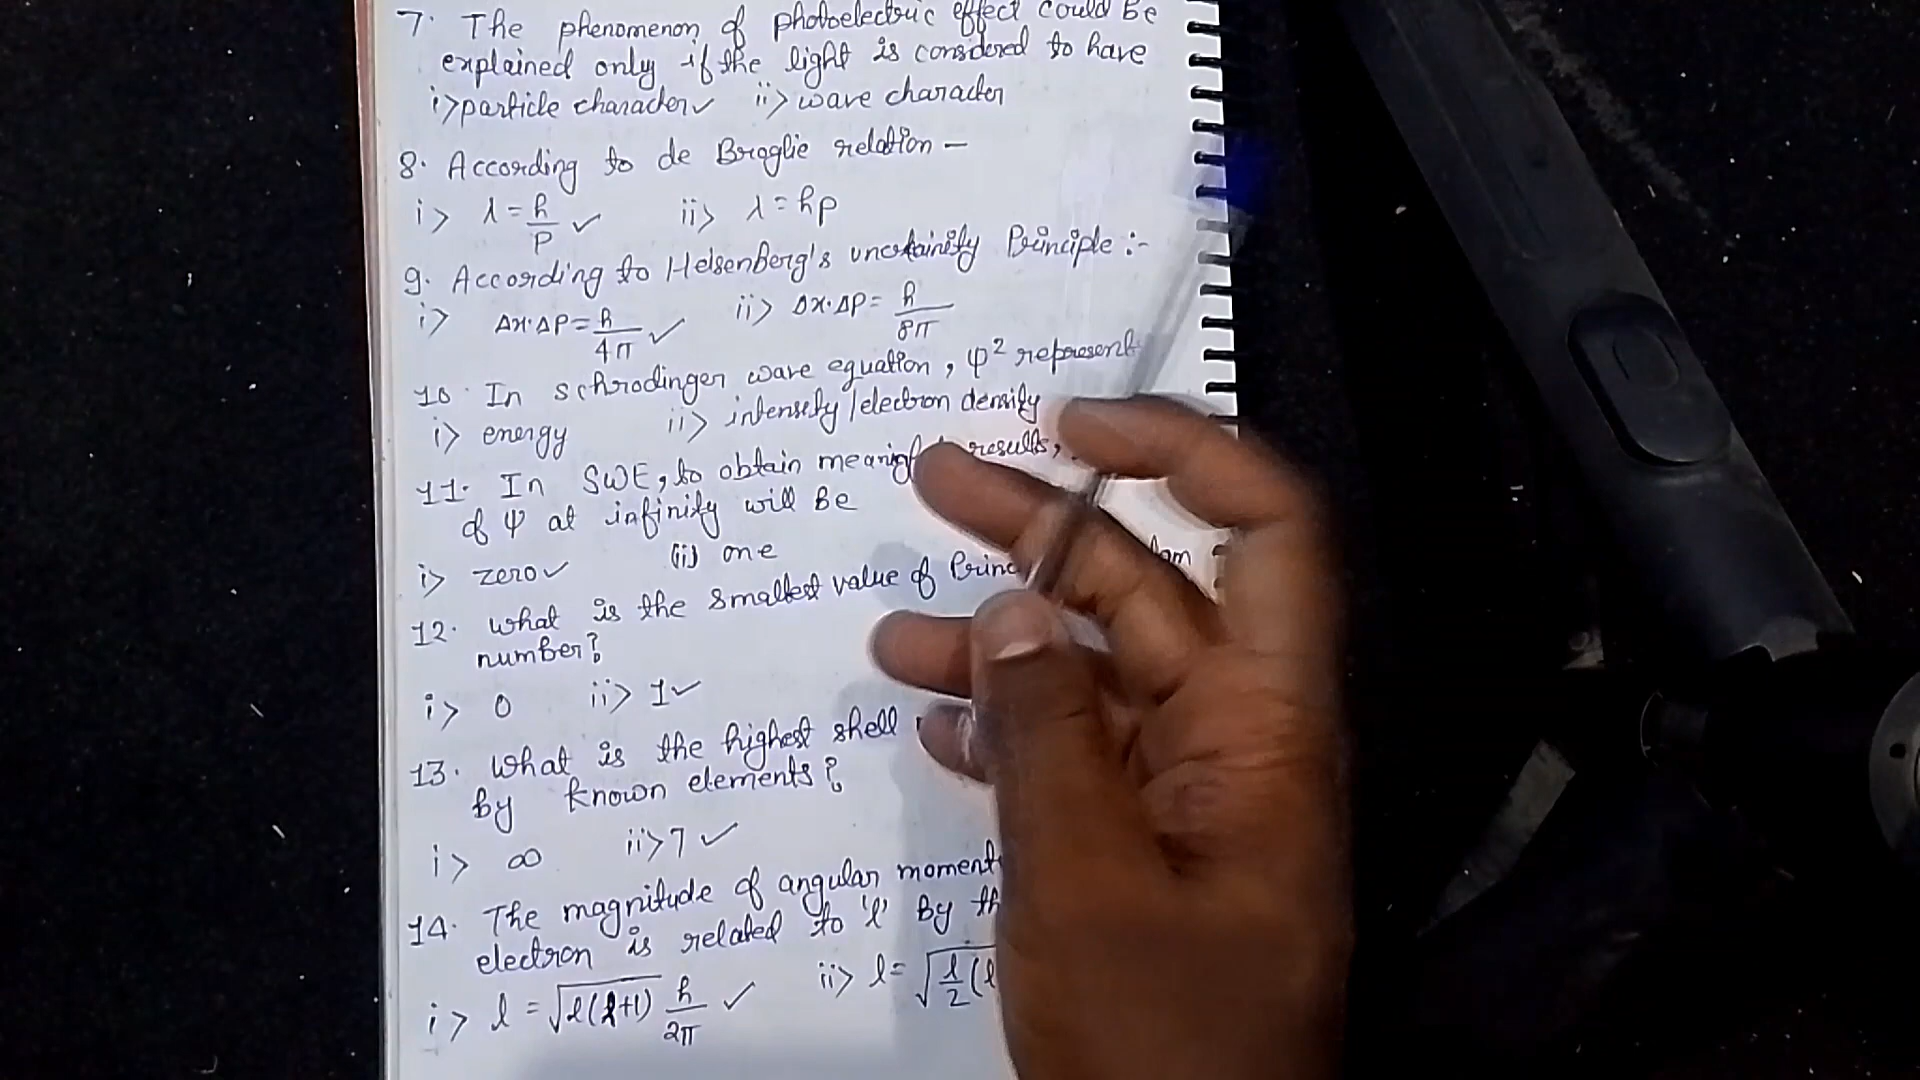 7. The phenomenon of photoelectric effect could be
explained only if the light is considered to have
i> particle character ✓ ii> wave character
8. According to de Broglie relation —
i> λ = h/p ✓ ii> λ = hp
9. According to Heisenberg's uncertainity Principle :-
i> Δx·ΔP = h/4π ✓ ii> Δx·ΔP = h/8π
10. In schrodinger wave equation, ψ² represent
i> energy ii> intensity/electron density
11. In SWE, to obtain results,
of ψ at infinity will be
i> zero ✓ (ii) one
12. what is the smallest value of
number?
i> 0 ii> 1 ✓
13. What is the highest shell
by known elements?
i> ∞ ii> 7 ✓
14. The magnitude of angular
electron is related to 'l' by
i> l = √l(l+1) h/2π ✓ ii> l = √l/2(l